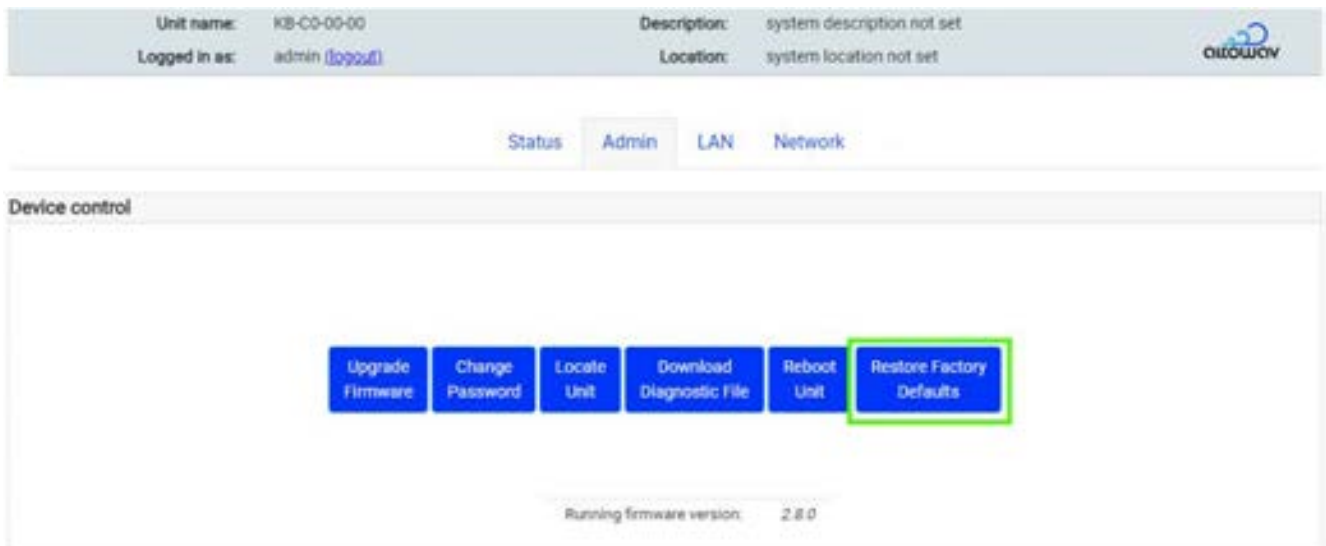 Unit name: KB-C0-00-00 Description: system description not set
Logged in as: admin (logout) Location: system location not set
altowav
Status Admin LAN Network
Device control
Upgrade Firmware
Change Password
Locate Unit
Download Diagnostic File
Reboot Unit
Restore Factory Defaults
Running firmware version: 2.8.0